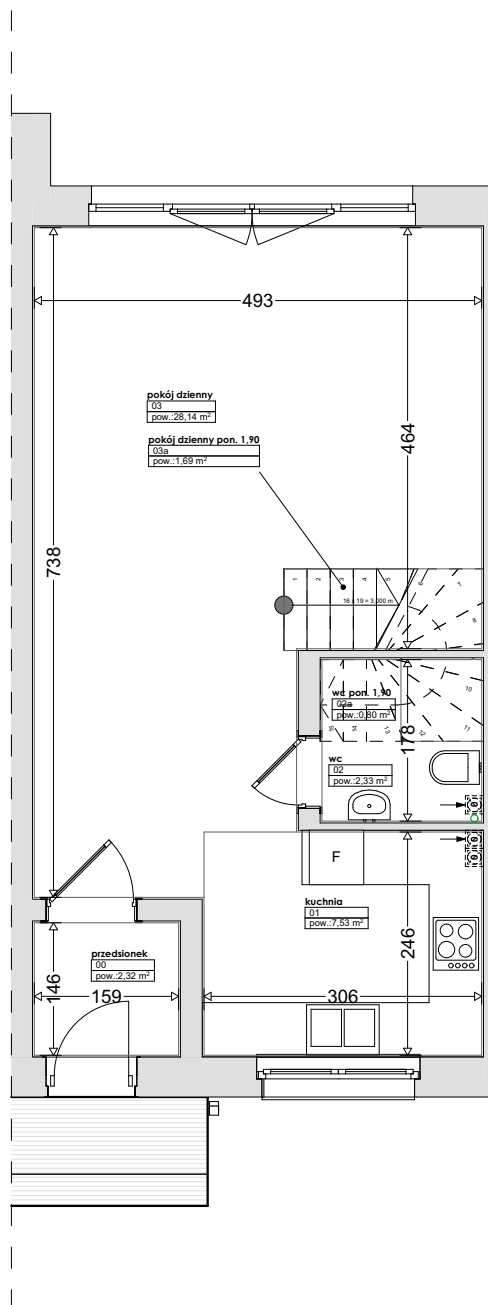 493
pokój dzienny
03
pow.:28,14 m²
pokój dzienny pon. 1,90
03a
pow.:1,69 m²
464
738
1 2 3 4 5 6 7
8
16 x 19 = 3,000 m
wc pon. 1,90
02a
pow.:0,80 m²
10
11
12
13
14
15
178
wc
02
pow.:2,33 m²
F
kuchnia
01
pow.:7,53 m²
246
przedsionek
00
pow.:2,32 m²
146
159
306